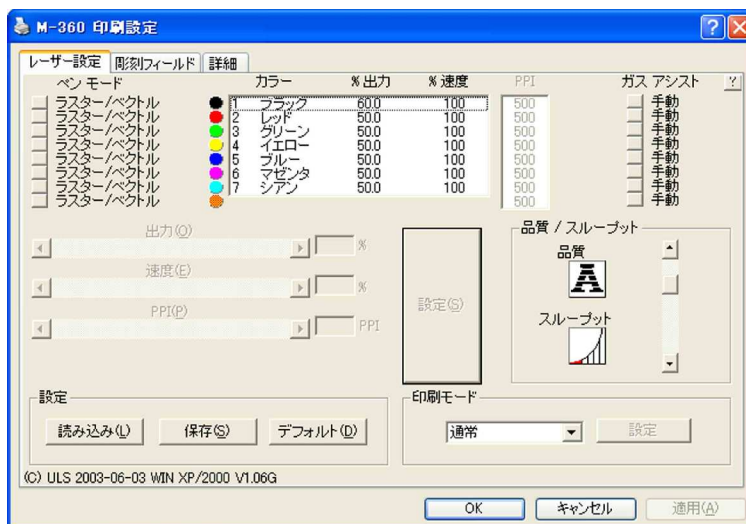 M-360 印刷設定
レーザー設定 彫刻フィールド 詳細
ペン モード カラー % 出力 % 速度 PPI ガス アシスト ?
ラスター/ベクトル 1 ブラック 60.0 100 500 手動
ラスター/ベクトル 2 レッド 50.0 100 500 手動
ラスター/ベクトル 3 グリーン 50.0 100 500 手動
ラスター/ベクトル 4 イエロー 50.0 100 500 手動
ラスター/ベクトル 5 ブルー 50.0 100 500 手動
ラスター/ベクトル 6 マゼンタ 50.0 100 500 手動
ラスター/ベクトル 7 シアン 50.0 100 500 手動
ラスター/ベクトル 500 手動
出力(O)
%
速度(E)
%
PPI(P)
PPI
設定(S)
品質 / スループット
品質
A
スループット
設定
読み込み(L) 保存(S) デフォルト(D)
印刷モード
通常 設定
(C) ULS 2003-06-03 WIN XP/2000 V1.06G
OK キャンセル 適用(A)